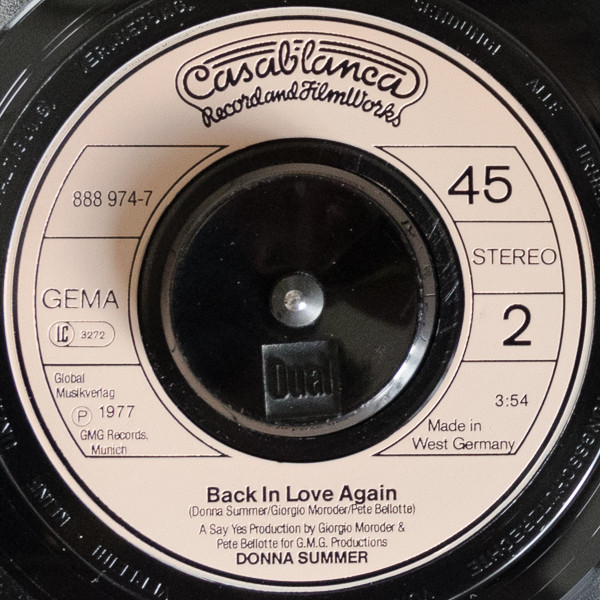 Casablanca
Record and FilmWorks
888 974-7
45
STEREO
GEMA
LC 3272
2
Global
Musikverlag
P 1977
GMG Records,
Munich
3:54
Made in
West Germany
Dual
Back In Love Again
(Donna Summer/Giorgio Moroder/Pete Bellotte)
A Say Yes Production by Giorgio Moroder &
Pete Bellotte for G.M.G. Productions
DONNA SUMMER